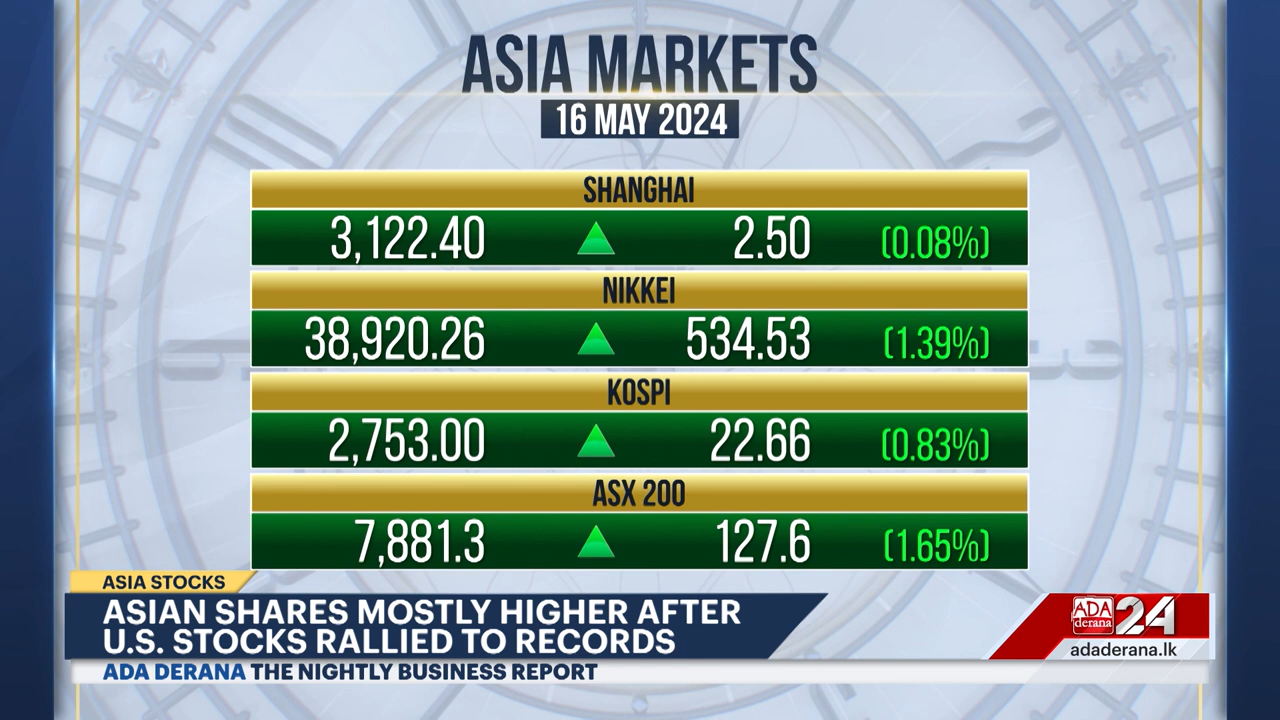 ASIA MARKETS
16 MAY 2024
SHANGHAI
3,122.40 ▲ 2.50 (0.08%)
NIKKEI
38,920.26 ▲ 534.53 (1.39%)
KOSPI
2,753.00 ▲ 22.66 (0.83%)
ASX 200
7,881.3 ▲ 127.6 (1.65%)
ASIA STOCKS
ASIAN SHARES MOSTLY HIGHER AFTER
U.S. STOCKS RALLIED TO RECORDS
ADA DERANA THE NIGHTLY BUSINESS REPORT
ADA
derana 24
adaderana.lk